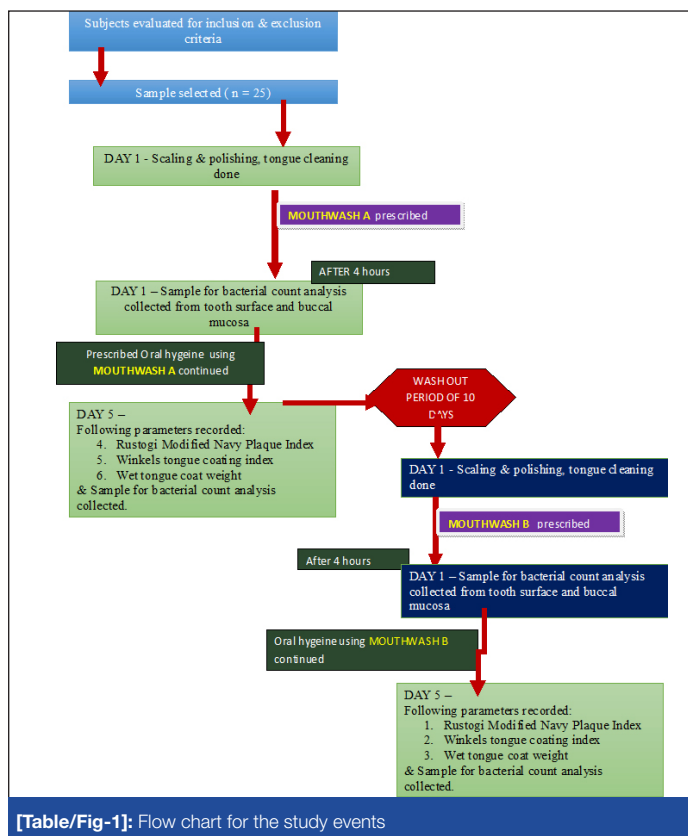 Subjects evaluated for inclusion & exclusion
criteria
Sample selected ( n = 25)
DAY 1 - Scaling & polishing, tongue cleaning
done
MOUTHWASH A prescribed
AFTER 4 hours
DAY 1 – Sample for bacterial count analysis
collected from tooth surface and buccal
mucosa
Prescribed Oral hygeine using
MOUTHWASH A continued
WASH OUT
PERIOD OF 10
DAYS
DAY 5 –
Following parameters recorded:
4. Rustogi Modified Navy Plaque Index
5. Winkels tongue coating index
6. Wet tongue coat weight
& Sample for bacterial count analysis
collected.
DAY 1 - Scaling & polishing, tongue cleaning
done
MOUTHWASH B prescribed
After 4 hours
DAY 1 – Sample for bacterial count analysis
collected from tooth surface and buccal
mucosa
Oral hygeine using MOUTHWASH B
continued
DAY 5 –
Following parameters recorded:
1. Rustogi Modified Navy Plaque Index
2. Winkels tongue coating index
3. Wet tongue coat weight
& Sample for bacterial count analysis
collected.
[Table/Fig-1]: Flow chart for the study events